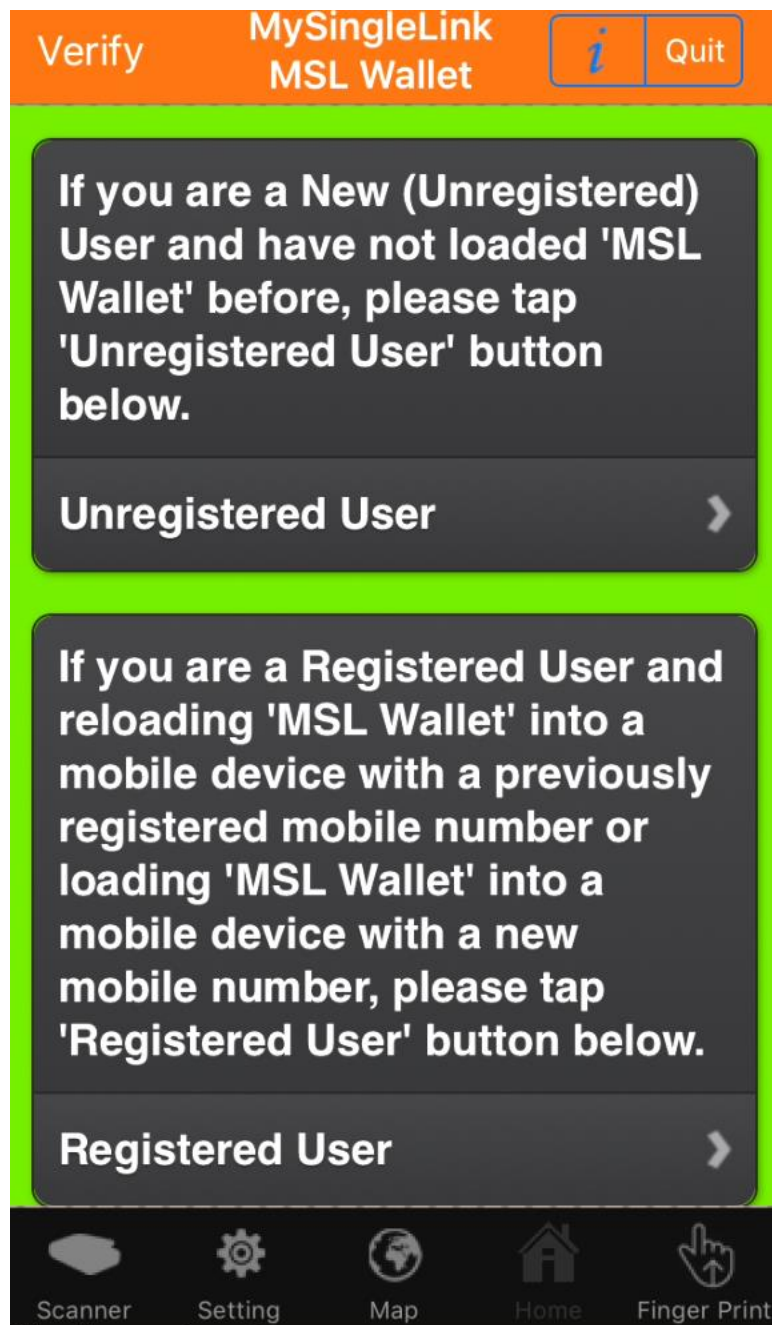 Verify
MySingleLink
MSL Wallet
i
Quit
If you are a New (Unregistered)
User and have not loaded 'MSL
Wallet' before, please tap
'Unregistered User' button
below.
Unregistered User
If you are a Registered User and
reloading 'MSL Wallet' into a
mobile device with a previously
registered mobile number or
loading 'MSL Wallet' into a
mobile device with a new
mobile number, please tap
'Registered User' button below.
Registered User
Scanner
Setting
Map
Home
Finger Print